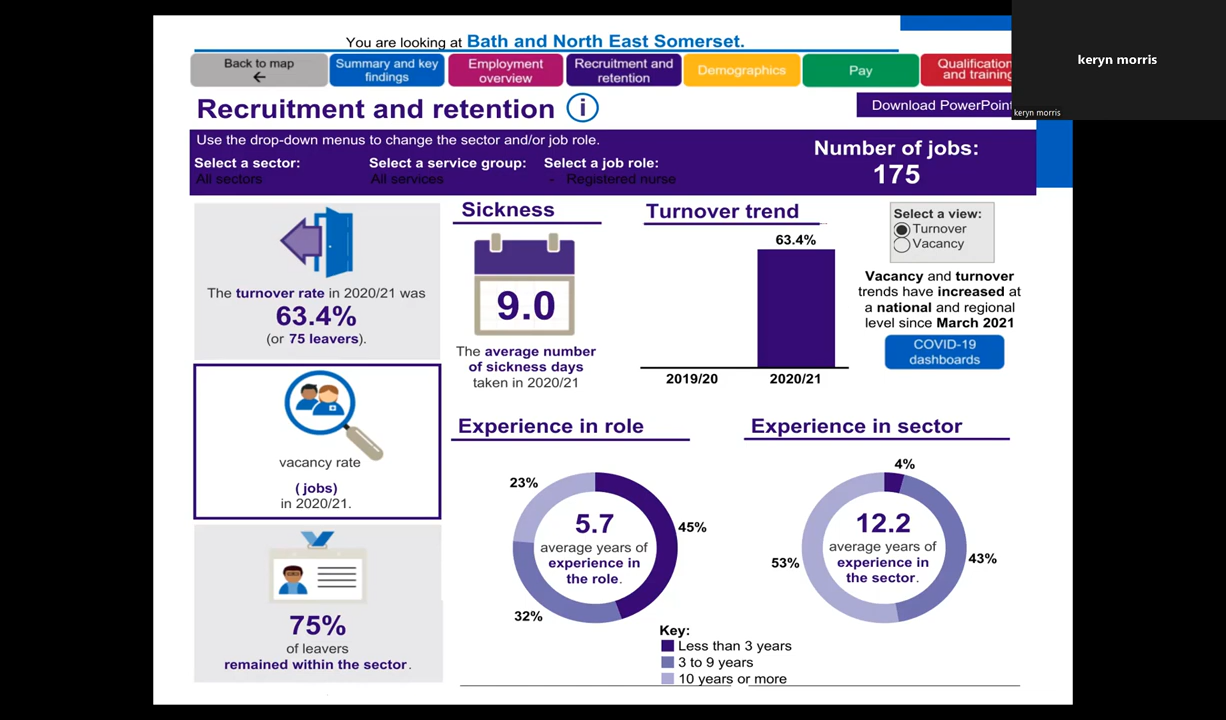 You are looking at Bath and North East Somerset.
Back to map
←
Summary and key
findings
Employment
overview
Recruitment and
retention
Demographics
Pay
Qualification
and training
keryn morris
keryn morris
Recruitment and retention i
Download PowerPoint
Use the drop-down menus to change the sector and/or job role.
Select a sector:
All sectors
Select a service group:
All services
Select a job role:
- Registered nurse
Number of jobs:
175
The turnover rate in 2020/21 was
63.4%
(or 75 leavers).
vacancy rate
( jobs)
in 2020/21.
75%
of leavers
remained within the sector.
Sickness
9.0
The average number
of sickness days
taken in 2020/21
Turnover trend
63.4%
2019/20
2020/21
Select a view:
Turnover
Vacancy
Vacancy and turnover
trends have increased at
a national and regional
level since March 2021
COVID-19
dashboards
Experience in role
23%
45%
32%
5.7
average years of
experience in
the role.
Experience in sector
4%
43%
53%
12.2
average years of
experience in
the sector.
Key:
Less than 3 years
3 to 9 years
10 years or more